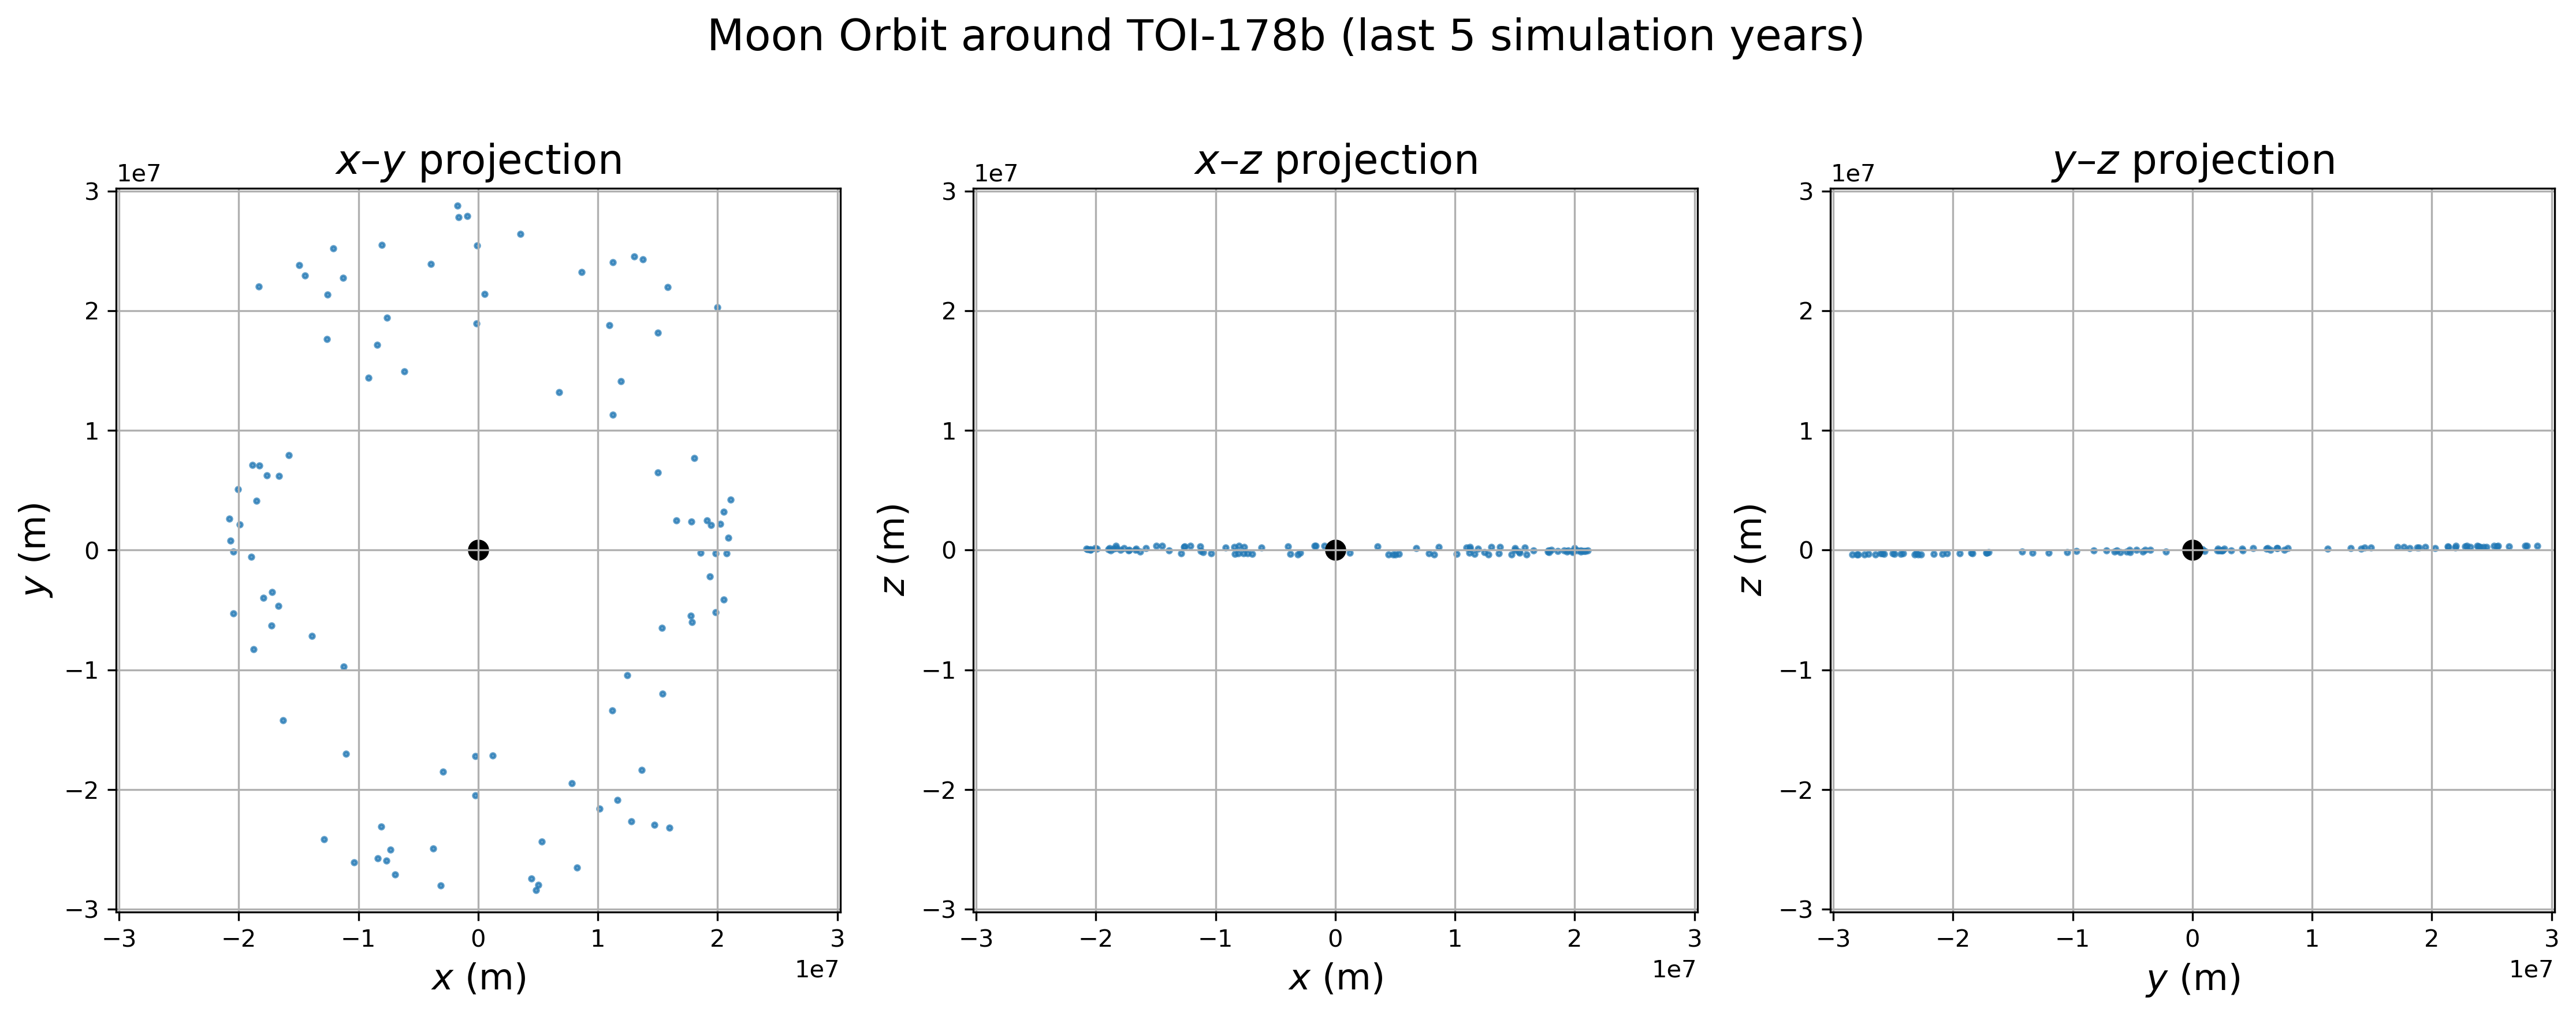 Moon Orbit around TOI-178b (last 5 simulation years)
x–y projection
1e7
3
2
1
0
−1
−2
−3
y (m)
−3 −2 −1 0 1 2 3
1e7
x (m)
x–z projection
1e7
3
2
1
0
−1
−2
−3
z (m)
−3 −2 −1 0 1 2 3
1e7
x (m)
y–z projection
1e7
3
2
1
0
−1
−2
−3
z (m)
−3 −2 −1 0 1 2 3
1e7
y (m)